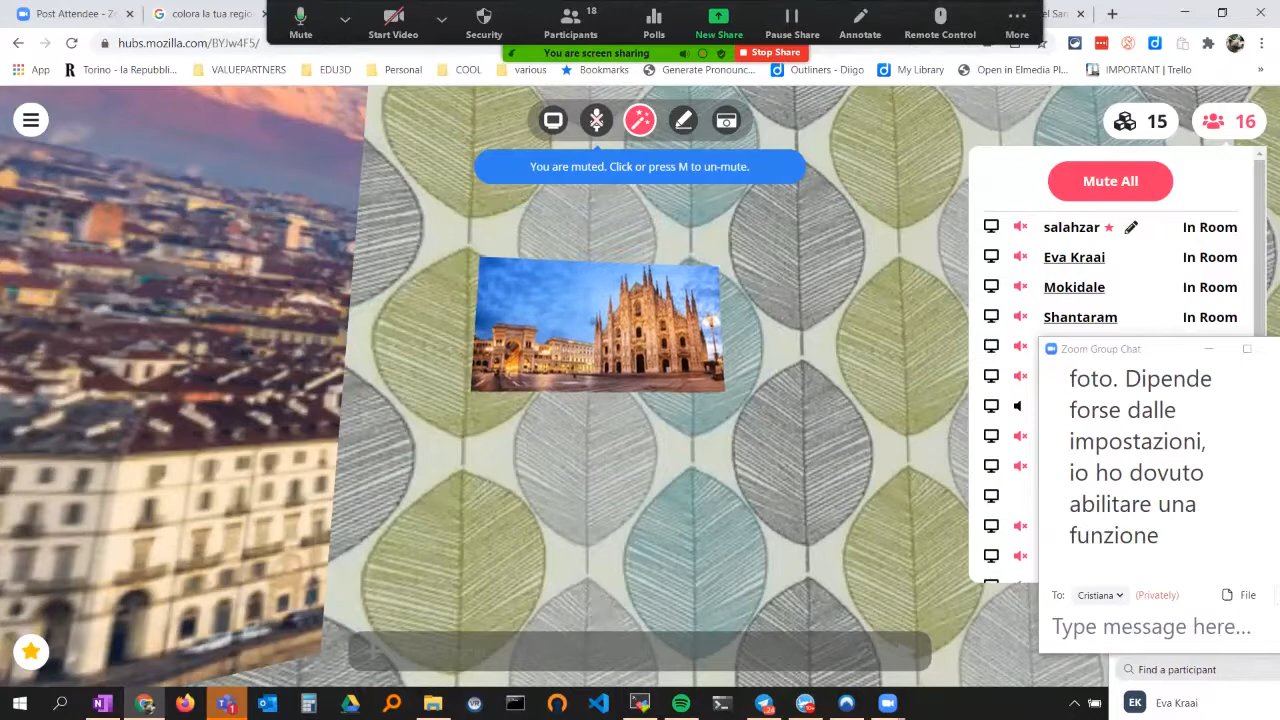 Post Attendee - Zo
colora la tua region
Mute
Start Video
Security
18
Participants
Polls
New Share
Pause Share
Annotate
Remote Control
More
You are screen sharing
Stop Share
hubs.mozilla.com/BYJw4F5/
App
Torino - la Repubbli...
VALUEPARTNERS
EDU3D
Personal
COOL
various
Bookmarks
Generate Pronounc...
Outliners - Diigo
My Library
Open in Elmedia Pl...
IMPORTANT | Trello
15
16
You are muted. Click or press M to un-mute.
Mute All
salahzar
In Room
Eva Kraai
In Room
Mokidale
In Room
Shantaram
In Room
Zoom Group Chat
foto. Dipende
forse dalle
impostazioni,
io ho dovuto
abilitare una
funzione
To:
Cristiana
(Privately)
File
Type message here...
Find a participant
EK
Eva Kraai